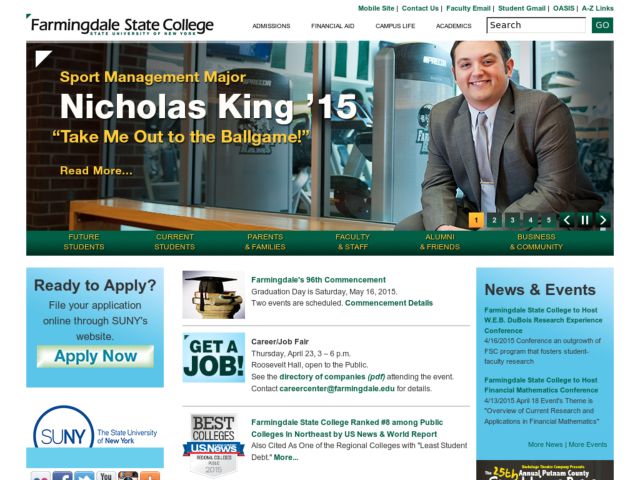 Mobile Site | Contact Us | Faculty Email | Student Gmail | OASIS | A-Z Links
Farmingdale State College
STATE UNIVERSITY OF NEW YORK
ADMISSIONS FINANCIAL AID CAMPUS LIFE ACADEMICS
Search GO
Sport Management Major
Nicholas King '15
“Take Me Out to the Ballgame!”
Read More...
PRECOR
PRECOR
1 2 3 4 5
FUTURE STUDENTS
CURRENT STUDENTS
PARENTS & FAMILIES
FACULTY & STAFF
ALUMNI & FRIENDS
BUSINESS & COMMUNITY
Ready to Apply?
File your application
online through SUNY's
website.
Apply Now
SUNY
The State University
of New York
Farmingdale's 96th Commencement
Graduation Day is Saturday, May 16, 2015.
Two events are scheduled. Commencement Details
GET A
JOB!
Career/Job Fair
Thursday, April 23, 3 – 6 p.m.
Roosevelt Hall, open to the Public.
See the directory of companies (pdf) attending the event.
Contact careercenter@farmingdale.edu for details.
BEST
COLLEGES
U.S.News
REGIONAL COLLEGES
PUBLIC
2015
Farmingdale State College Ranked #8 among Public
Colleges in Northeast by US News & World Report
Also Cited As One of the Regional Colleges with "Least Student
Debt." More...
News & Events
Farmingdale State College to Host
W.E.B. DuBois Research Experience
Conference
4/16/2015 Conference an outgrowth of
FSC program that fosters student-
faculty research
Farmingdale State College to Host
Financial Mathematics Conference
4/13/2015 April 18 Event's Theme is
"Overview of Current Research and
Applications in Financial Mathematics"
More News | More Events
Backstage Theatre Company Presents
The 25th
Annual Putnam County